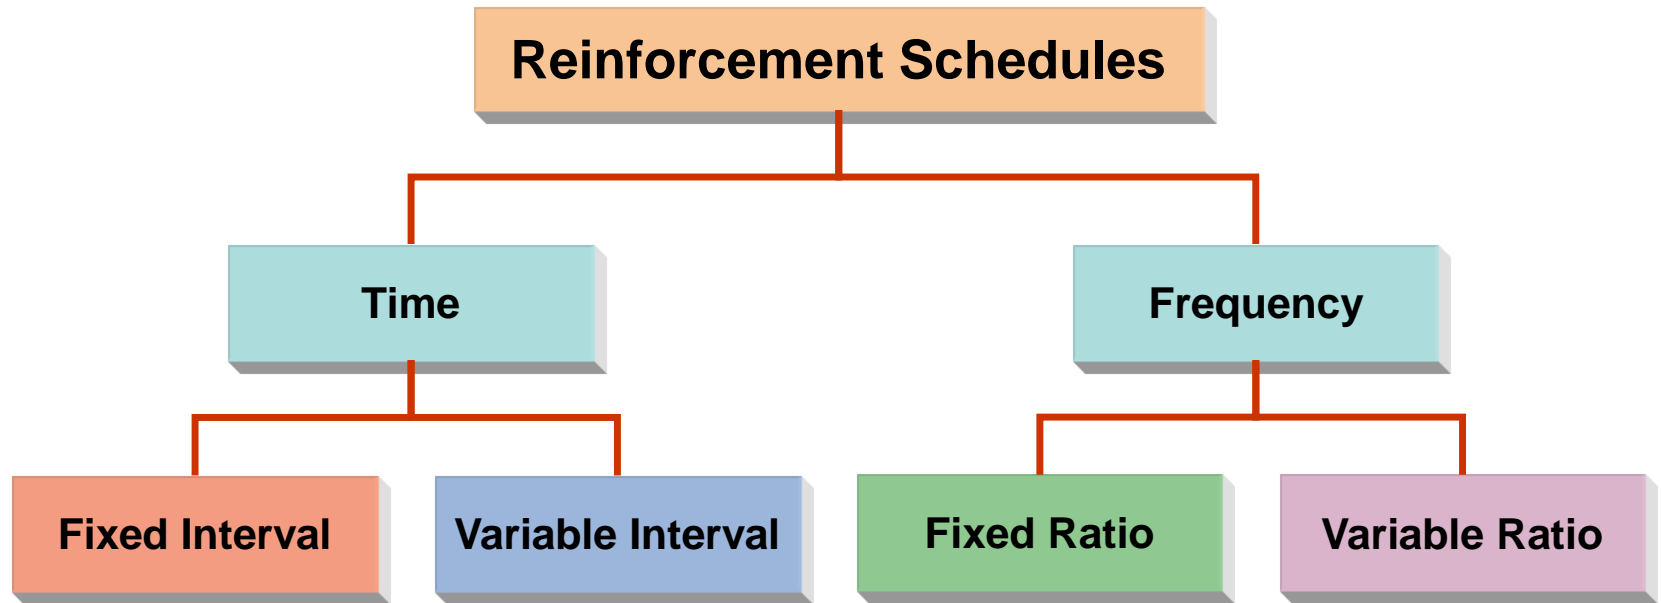 Reinforcement Schedules
Time
Frequency
Fixed Interval
Variable Interval
Fixed Ratio
Variable Ratio